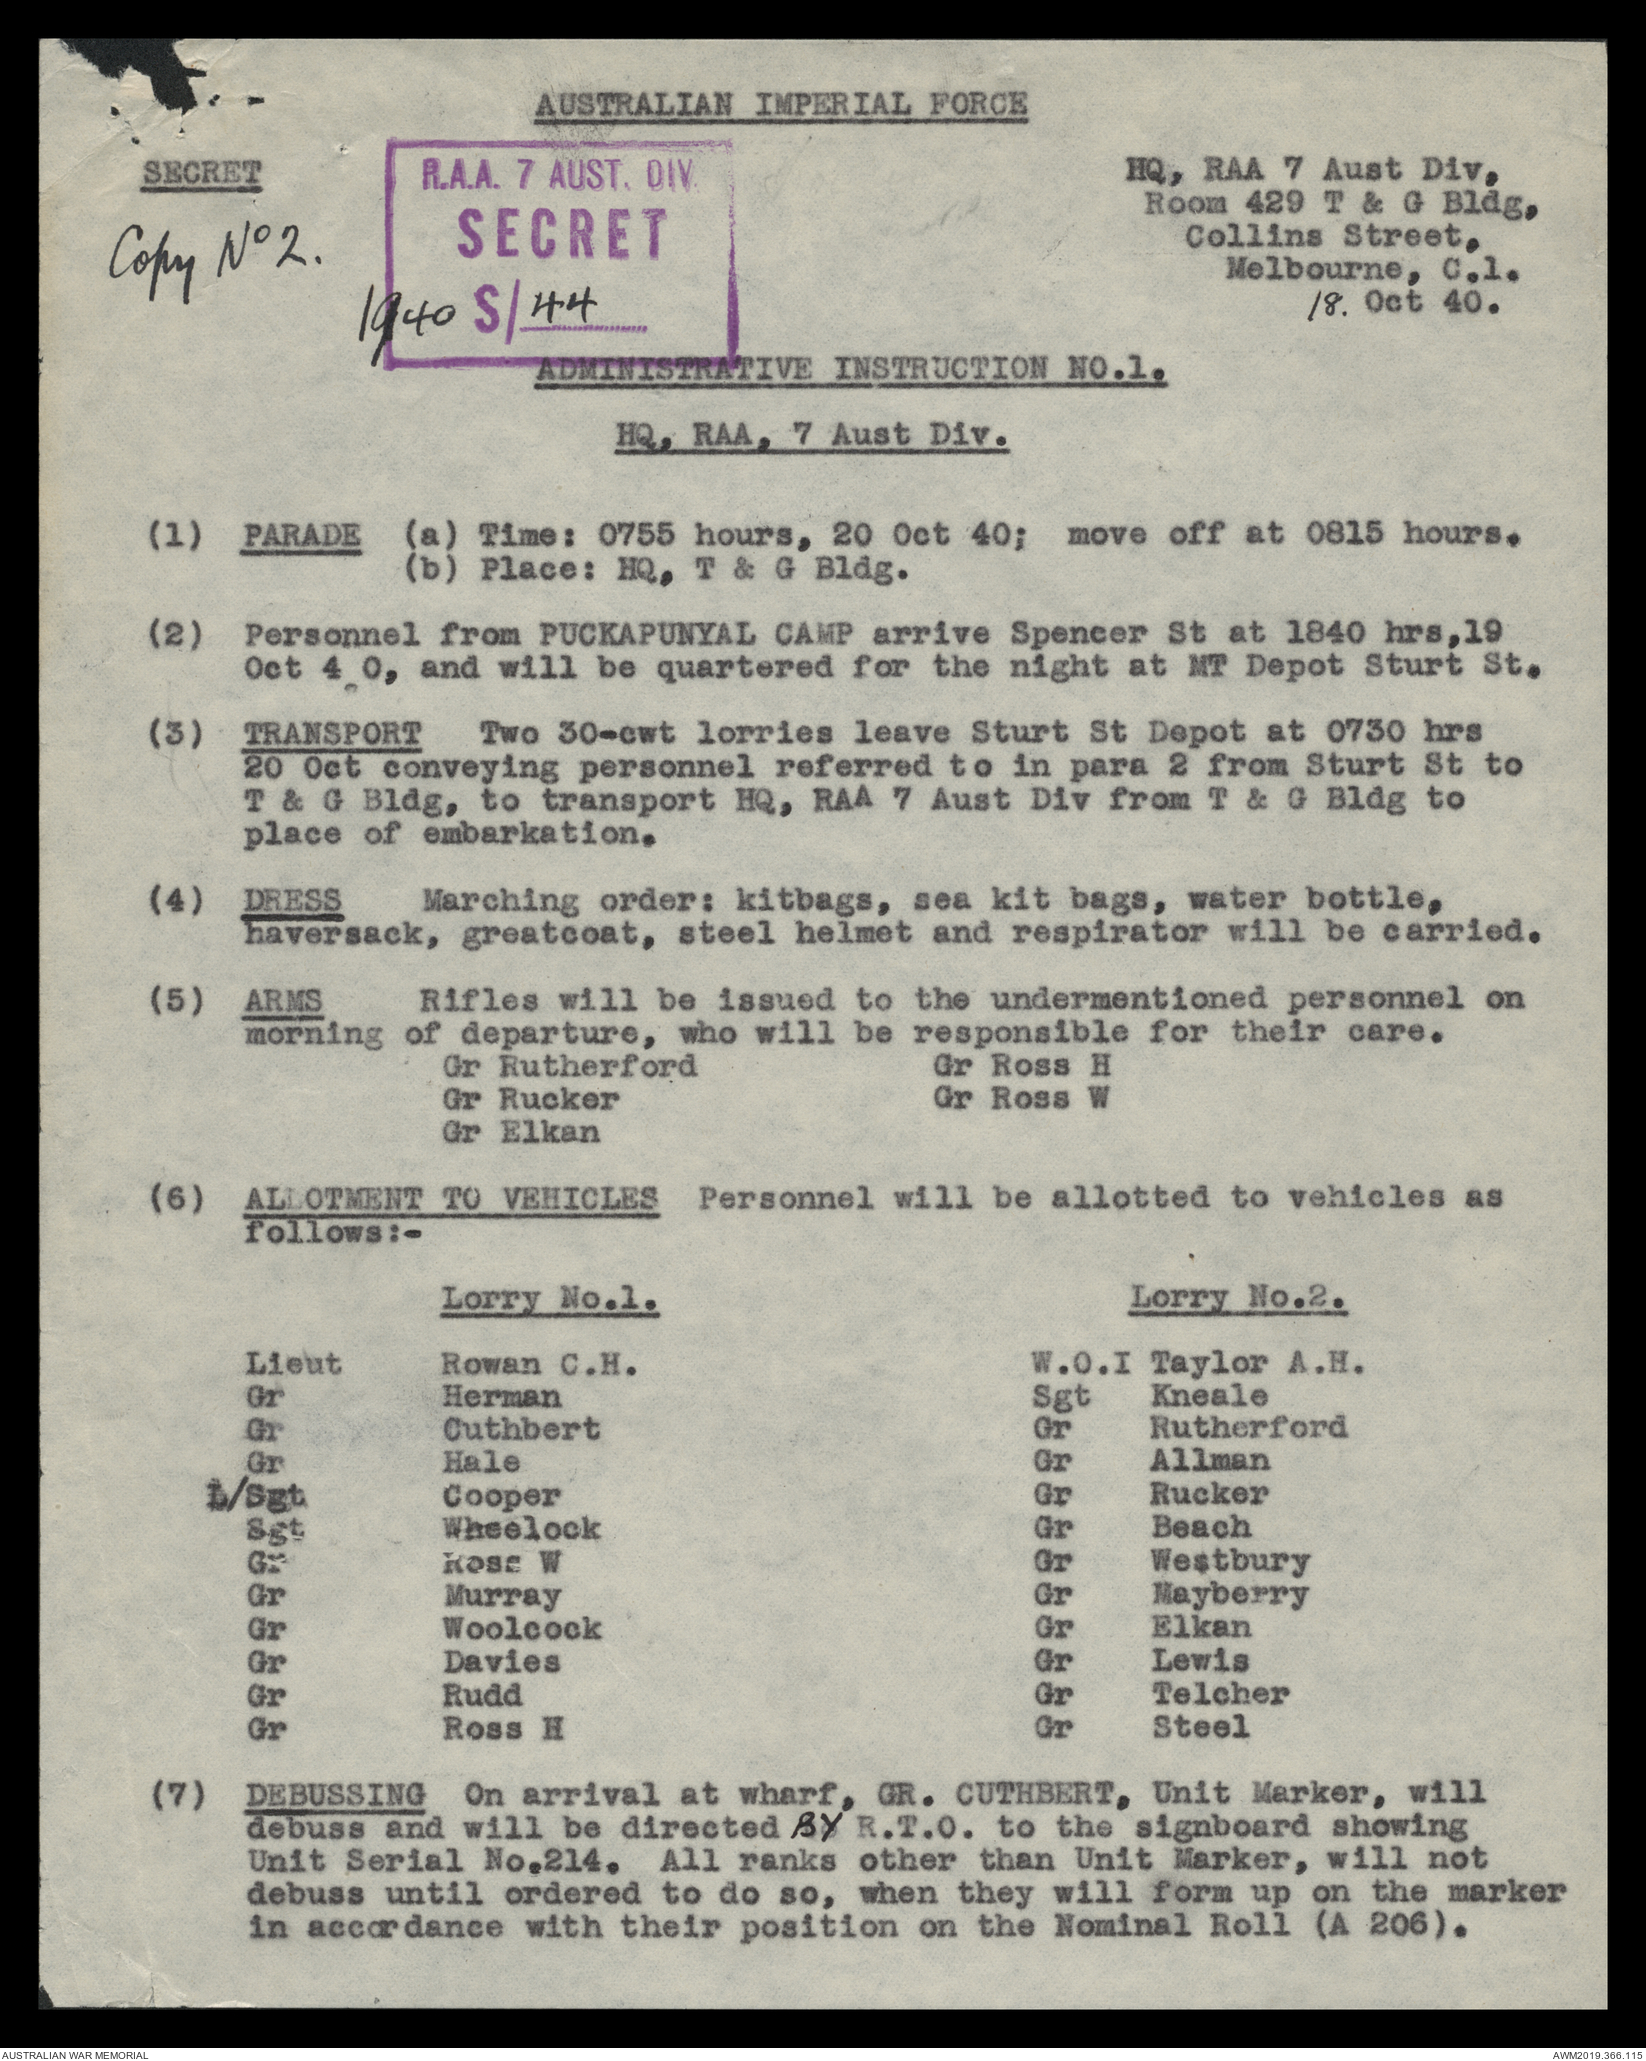 AUSTRALIAN IMPERIAL FORCE
SECRET
Copy No 2.
R.A.A. 7 AUST. DIV.
SECRET
1940 S/44
HQ, RAA 7 Aust Div,
Room 429 T & G Bldg,
Collins Street,
Melbourne, C.1.
18. Oct 40.
ADMINISTRATIVE INSTRUCTION NO.1.
HQ, RAA, 7 Aust Div.
(1) PARADE (a) Time: 0755 hours, 20 Oct 40; move off at 0815 hours.
(b) Place: HQ, T & G Bldg.
(2) Personnel from PUCKAPUNYAL CAMP arrive Spencer St at 1840 hrs,19
Oct 4 0, and will be quartered for the night at MT Depot Sturt St.
(3) TRANSPORT Two 30-cwt lorries leave Sturt St Depot at 0730 hrs
20 Oct conveying personnel referred to in para 2 from Sturt St to
T & G Bldg, to transport HQ, RAA 7 Aust Div from T & G Bldg to
place of embarkation.
(4) DRESS Marching order: kitbags, sea kit bags, water bottle,
haversack, greatcoat, steel helmet and respirator will be carried.
(5) ARMS Rifles will be issued to the undermentioned personnel on
morning of departure, who will be responsible for their care.
Gr Rutherford Gr Ross H
Gr Rucker Gr Ross W
Gr Elkan
(6) ALLOTMENT TO VEHICLES Personnel will be allotted to vehicles as
follows:-
Lorry No.1. Lorry No.2.
Lieut Rowan C.H. W.O.I Taylor A.H.
Gr Herman Sgt Kneale
Gr Cuthbert Gr Rutherford
Gr Hale Gr Allman
L/Sgt Cooper Gr Rucker
Sgt Wheelock Gr Beach
Gr Ross W Gr Westbury
Gr Murray Gr Mayberry
Gr Woolcock Gr Elkan
Gr Davies Gr Lewis
Gr Rudd Gr Telcher
Gr Ross H Gr Steel
(7) DEBUSSING On arrival at wharf, GR. CUTHBERT, Unit Marker, will
debuss and will be directed BY R.T.O. to the signboard showing
Unit Serial No.214. All ranks other than Unit Marker, will not
debuss until ordered to do so, when they will form up on the marker
in accordance with their position on the Nominal Roll (A 206).
AUSTRALIAN WAR MEMORIAL AWM2019.366.115